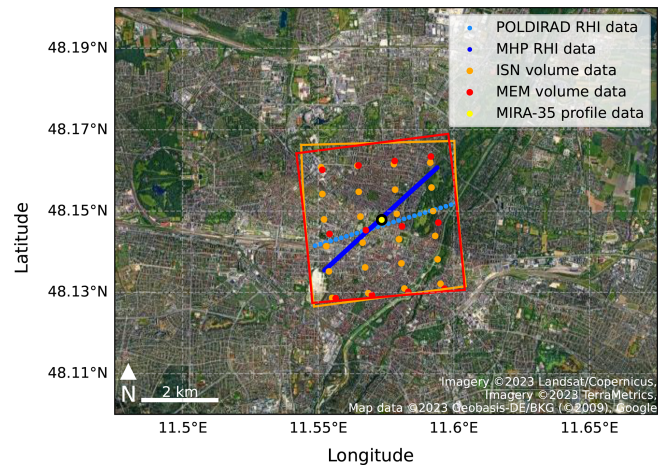 POLDIRAD RHI data
MHP RHI data
ISN volume data
MEM volume data
MIRA-35 profile data
48.19°N
48.17°N
48.15°N
48.13°N
48.11°N
Latitude
N
2 km
Imagery ©2023 Landsat/Copernicus,
Imagery ©2023 TerraMetrics,
Map data ©2023 Geobasis-DE/BKG (©2009), Google
11.5°E
11.55°E
11.6°E
11.65°E
Longitude